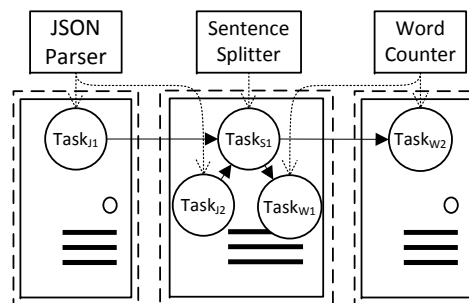 JSON
Parser
Sentence
Splitter
Word
Counter
TaskJ1
TaskS1
TaskW2
TaskJ2
TaskW1